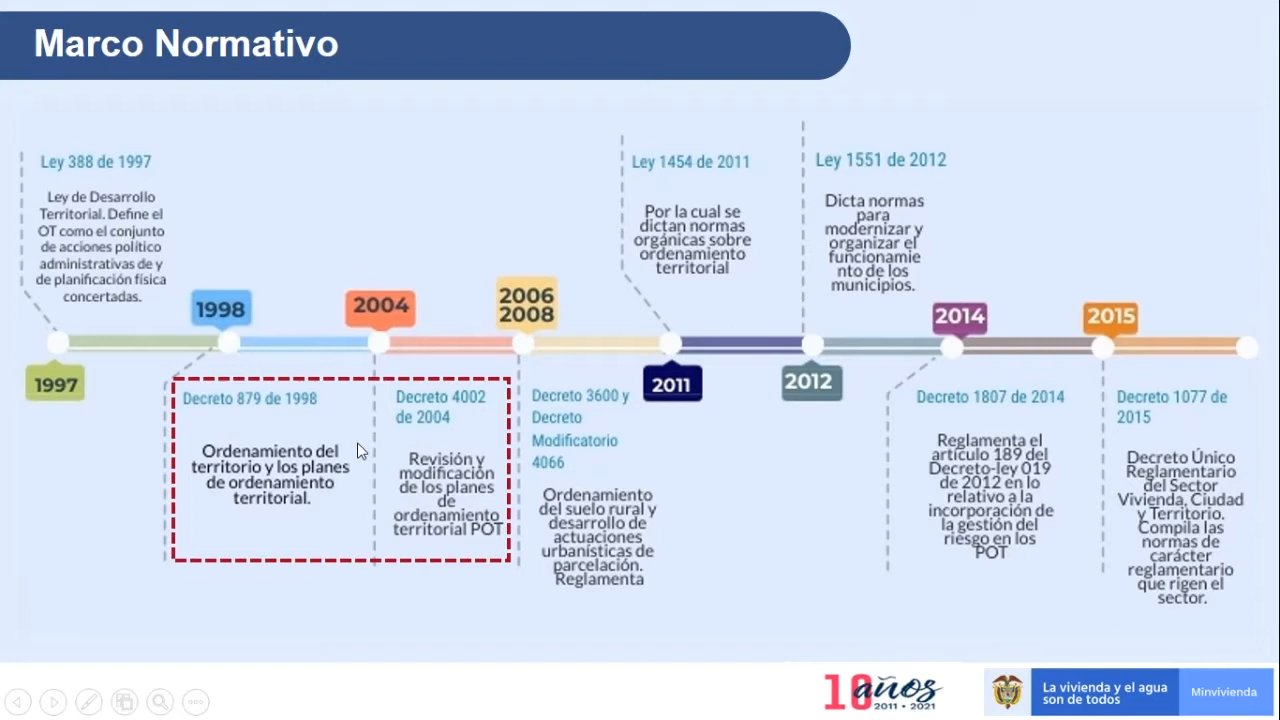 Marco Normativo
Ley 388 de 1997
Ley de Desarrollo
Territorial. Define el
OT como el conjunto
de acciones político
administrativas de y
de planificación física
concertadas.
Ley 1454 de 2011
Por la cual se
dictan normas
orgánicas sobre
ordenamiento
territorial
Ley 1551 de 2012
Dicta normas
para
modernizar y
organizar el
funcionamie
nto de los
municipios.
1998
2004
2006
2008
2014
2015
1997
2011
2012
Decreto 879 de 1998
Ordenamiento del
territorio y los planes
de ordenamiento
territorial.
Decreto 4002
de 2004
Revisión y
modificación
de los planes
de
ordenamiento
territorial POT
Decreto 3600 y
Decreto
Modificatorio
4066
Ordenamiento
del suelo rural y
desarrollo de
actuaciones
urbanísticas de
parcelación.
Reglamenta
Decreto 1807 de 2014
Reglamenta el
artículo 189 del
Decreto-ley 019
de 2012 en lo
relativo a la
incorporación de
la gestión del
riesgo en los
POT
Decreto 1077 de
2015
Decreto Único
Reglamentario
del Sector
Vivienda, Ciudad
y Territorio.
Compila las
normas de
carácter
reglamentario
que rigen el
sector.
10 años
2011 • 2021
La vivienda y el agua
son de todos
Minvivienda